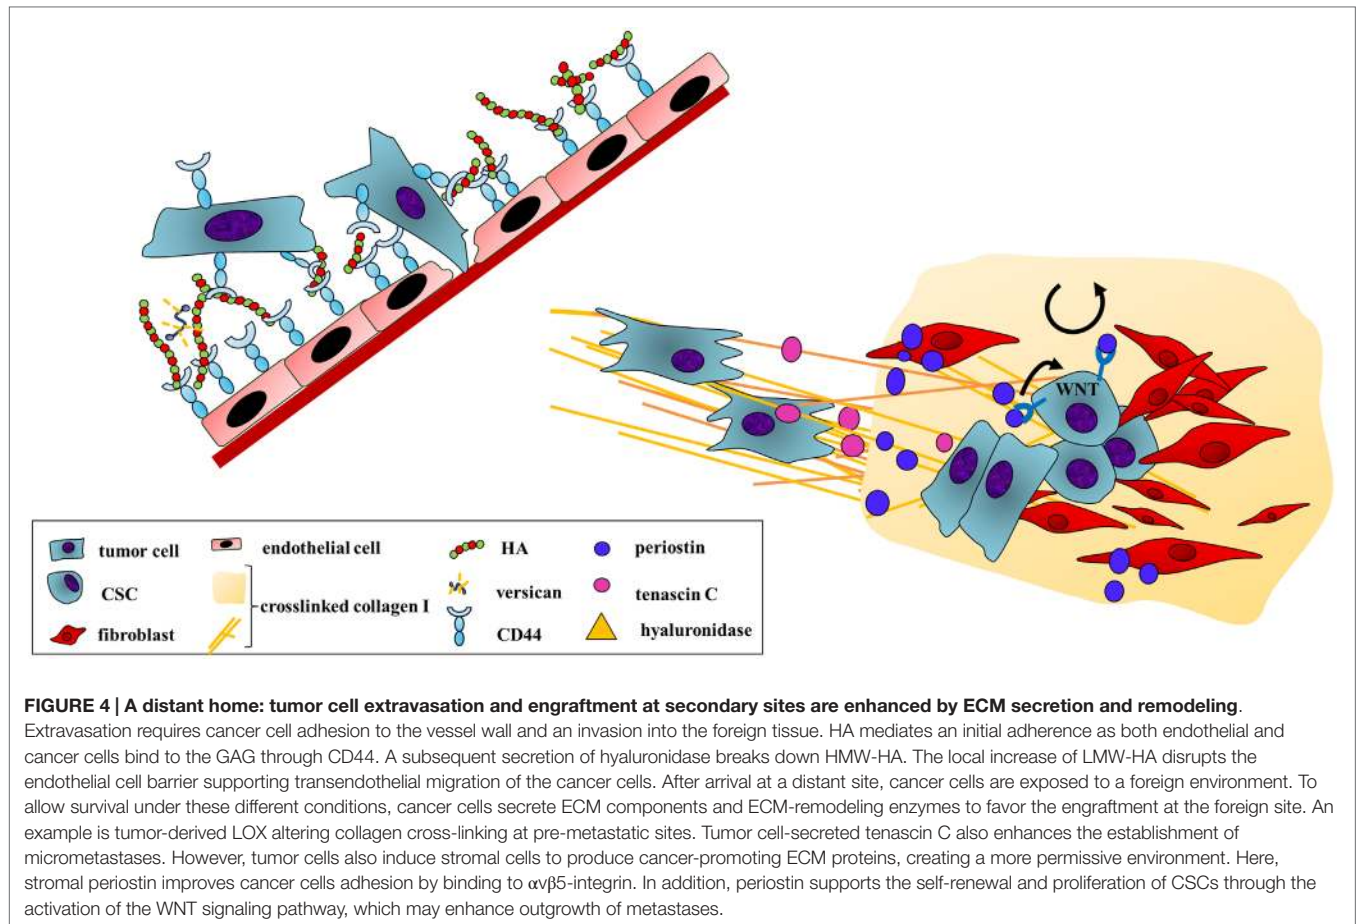 WNT
tumor cell
endothelial cell
HA
periostin
CSC
crosslinked collagen I
versican
tenascin C
fibroblast
CD44
hyaluronidase
FIGURE 4 | A distant home: tumor cell extravasation and engraftment at secondary sites are enhanced by ECM secretion and remodeling.
Extravasation requires cancer cell adhesion to the vessel wall and an invasion into the foreign tissue. HA mediates an initial adherence as both endothelial and
cancer cells bind to the GAG through CD44. A subsequent secretion of hyaluronidase breaks down HMW-HA. The local increase of LMW-HA disrupts the
endothelial cell barrier supporting transendothelial migration of the cancer cells. After arrival at a distant site, cancer cells are exposed to a foreign environment. To
allow survival under these different conditions, cancer cells secrete ECM components and ECM-remodeling enzymes to favor the engraftment at the foreign site. An
example is tumor-derived LOX altering collagen cross-linking at pre-metastatic sites. Tumor cell-secreted tenascin C also enhances the establishment of
micrometastases. However, tumor cells also induce stromal cells to produce cancer-promoting ECM proteins, creating a more permissive environment. Here,
stromal periostin improves cancer cells adhesion by binding to αvβ5-integrin. In addition, periostin supports the self-renewal and proliferation of CSCs through the
activation of the WNT signaling pathway, which may enhance outgrowth of metastases.